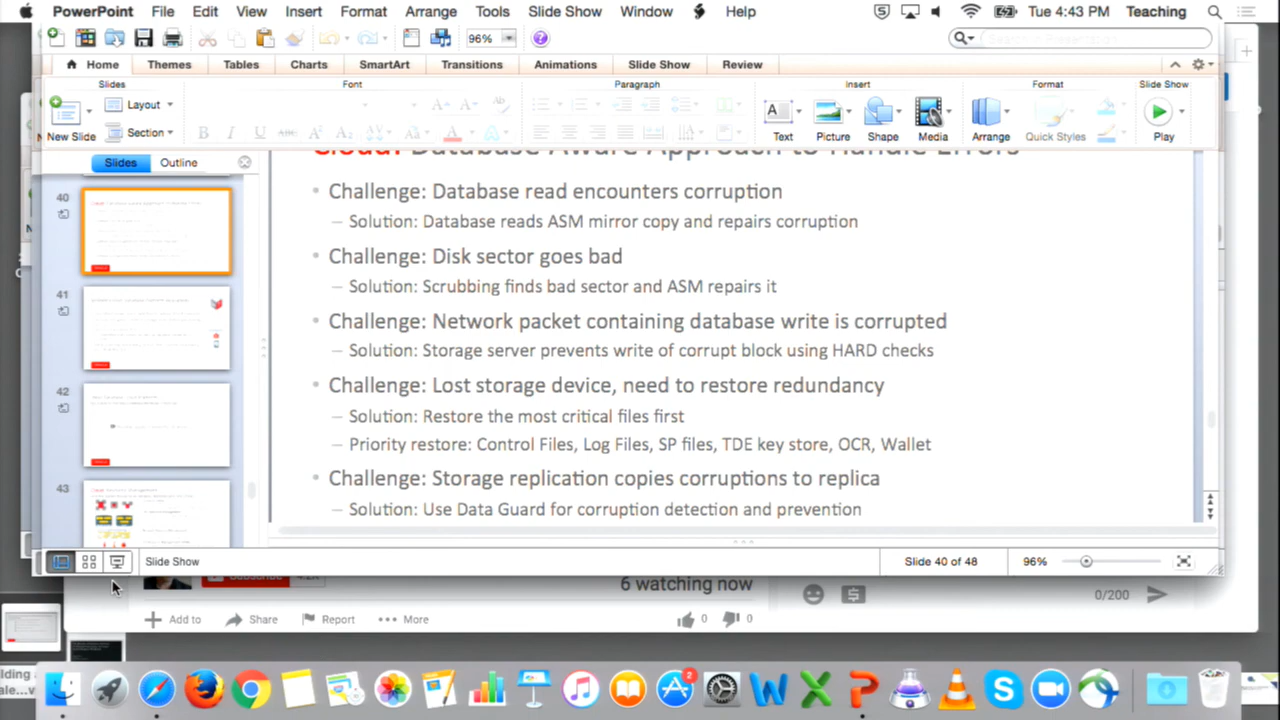 PowerPoint File Edit View Insert Format Arrange Tools Slide Show Window Help
Tue 4:43 PM Teaching
96%
Home Themes Tables Charts SmartArt Transitions Animations Slide Show Review
Slides Font Paragraph Insert Format Slide Show
New Slide
Layout
Section
Text Picture Shape Media Arrange Quick Styles Play
Slides Outline
Cloud: Database Aware Approach to Handle Errors
• Challenge: Database read encounters corruption
– Solution: Database reads ASM mirror copy and repairs corruption
• Challenge: Disk sector goes bad
– Solution: Scrubbing finds bad sector and ASM repairs it
• Challenge: Network packet containing database write is corrupted
– Solution: Storage server prevents write of corrupt block using HARD checks
• Challenge: Lost storage device, need to restore redundancy
– Solution: Restore the most critical files first
– Priority restore: Control Files, Log Files, SP files, TDE key store, OCR, Wallet
• Challenge: Storage replication copies corruptions to replica
– Solution: Use Data Guard for corruption detection and prevention
40
41
42
43
Slide Show
Slide 40 of 48
96%
6 watching now
0/200
Add to Share Report More
0 0
2